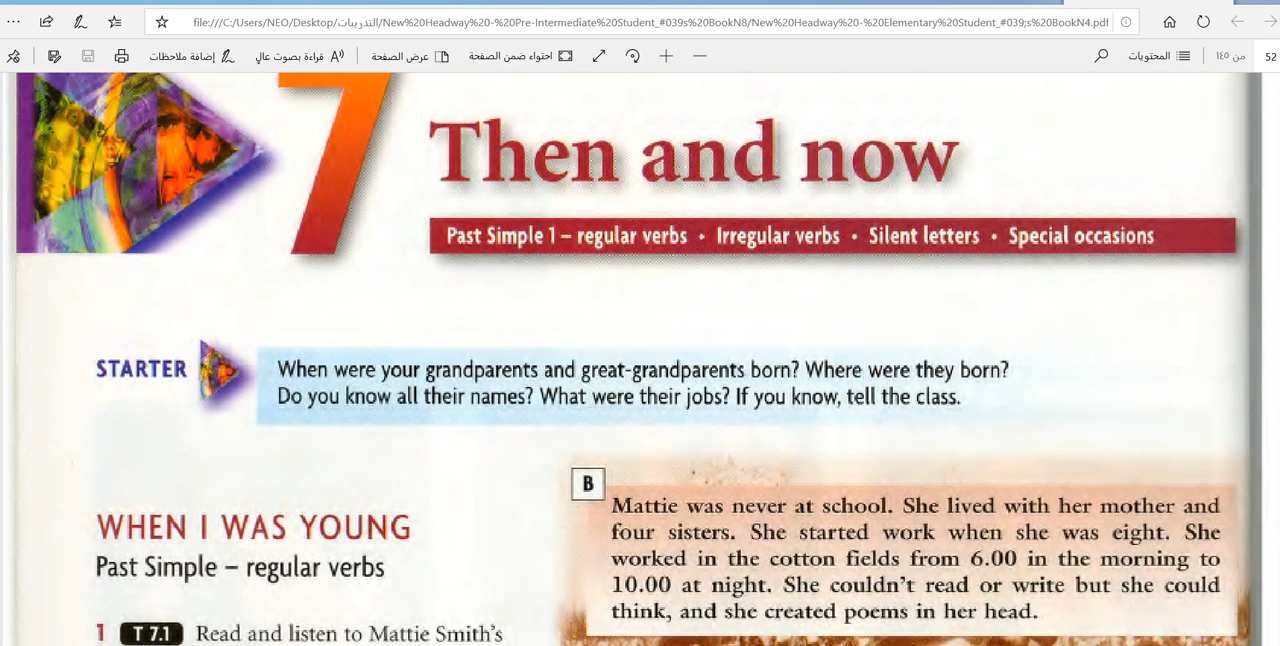 file:///C:/Users/NEO/Desktop/التدريبات/New%20Headway%20-%20Pre-Intermediate%20Student_#039s%20BookN8/New%20Headway%20-%20Elementary%20Student_#039;s%20BookN4.pdf
إضافة ملاحظات
قراءة بصوت عالٍ
عرض الصفحة
احتواء ضمن الصفحة
المحتويات
52 من ١٤٥
7
Then and now
Past Simple 1 – regular verbs • Irregular verbs • Silent letters • Special occasions
STARTER
When were your grandparents and great-grandparents born? Where were they born?
Do you know all their names? What were their jobs? If you know, tell the class.
WHEN I WAS YOUNG
Past Simple – regular verbs
1 T 7.1 Read and listen to Mattie Smith's
B
Mattie was never at school. She lived with her mother and
four sisters. She started work when she was eight. She
worked in the cotton fields from 6.00 in the morning to
10.00 at night. She couldn't read or write but she could
think, and she created poems in her head.